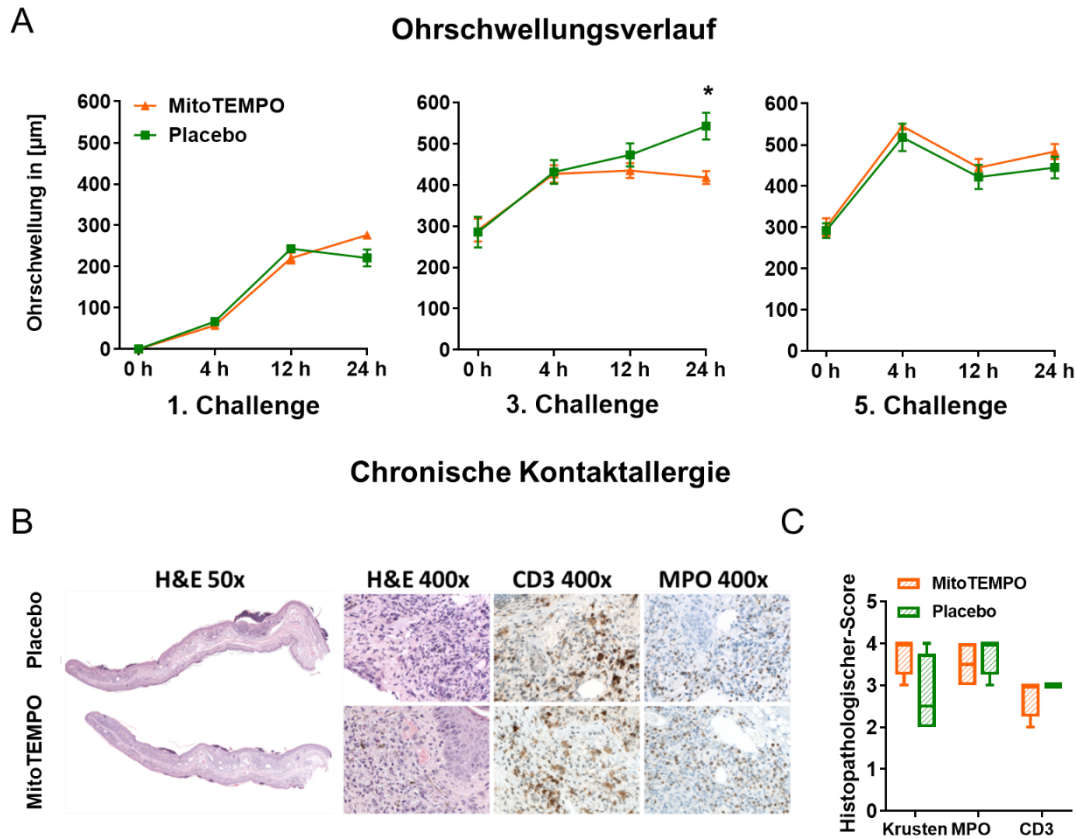 A
Ohrschwellungsverlauf
Ohrschwellung in [µm]
600
500
400
300
200
100
0
MitoTEMPO
Placebo
0 h 4 h 12 h 24 h
1. Challenge
600
500
400
300
200
100
0
*
0 h 4 h 12 h 24 h
3. Challenge
600
500
400
300
200
100
0
0 h 4 h 12 h 24 h
5. Challenge
Chronische Kontaktallergie
B
H&E 50x H&E 400x CD3 400x MPO 400x
Placebo
MitoTEMPO
C
Histopathologischer-Score
MitoTEMPO
Placebo
5
4
3
2
1
0
Krusten MPO CD3